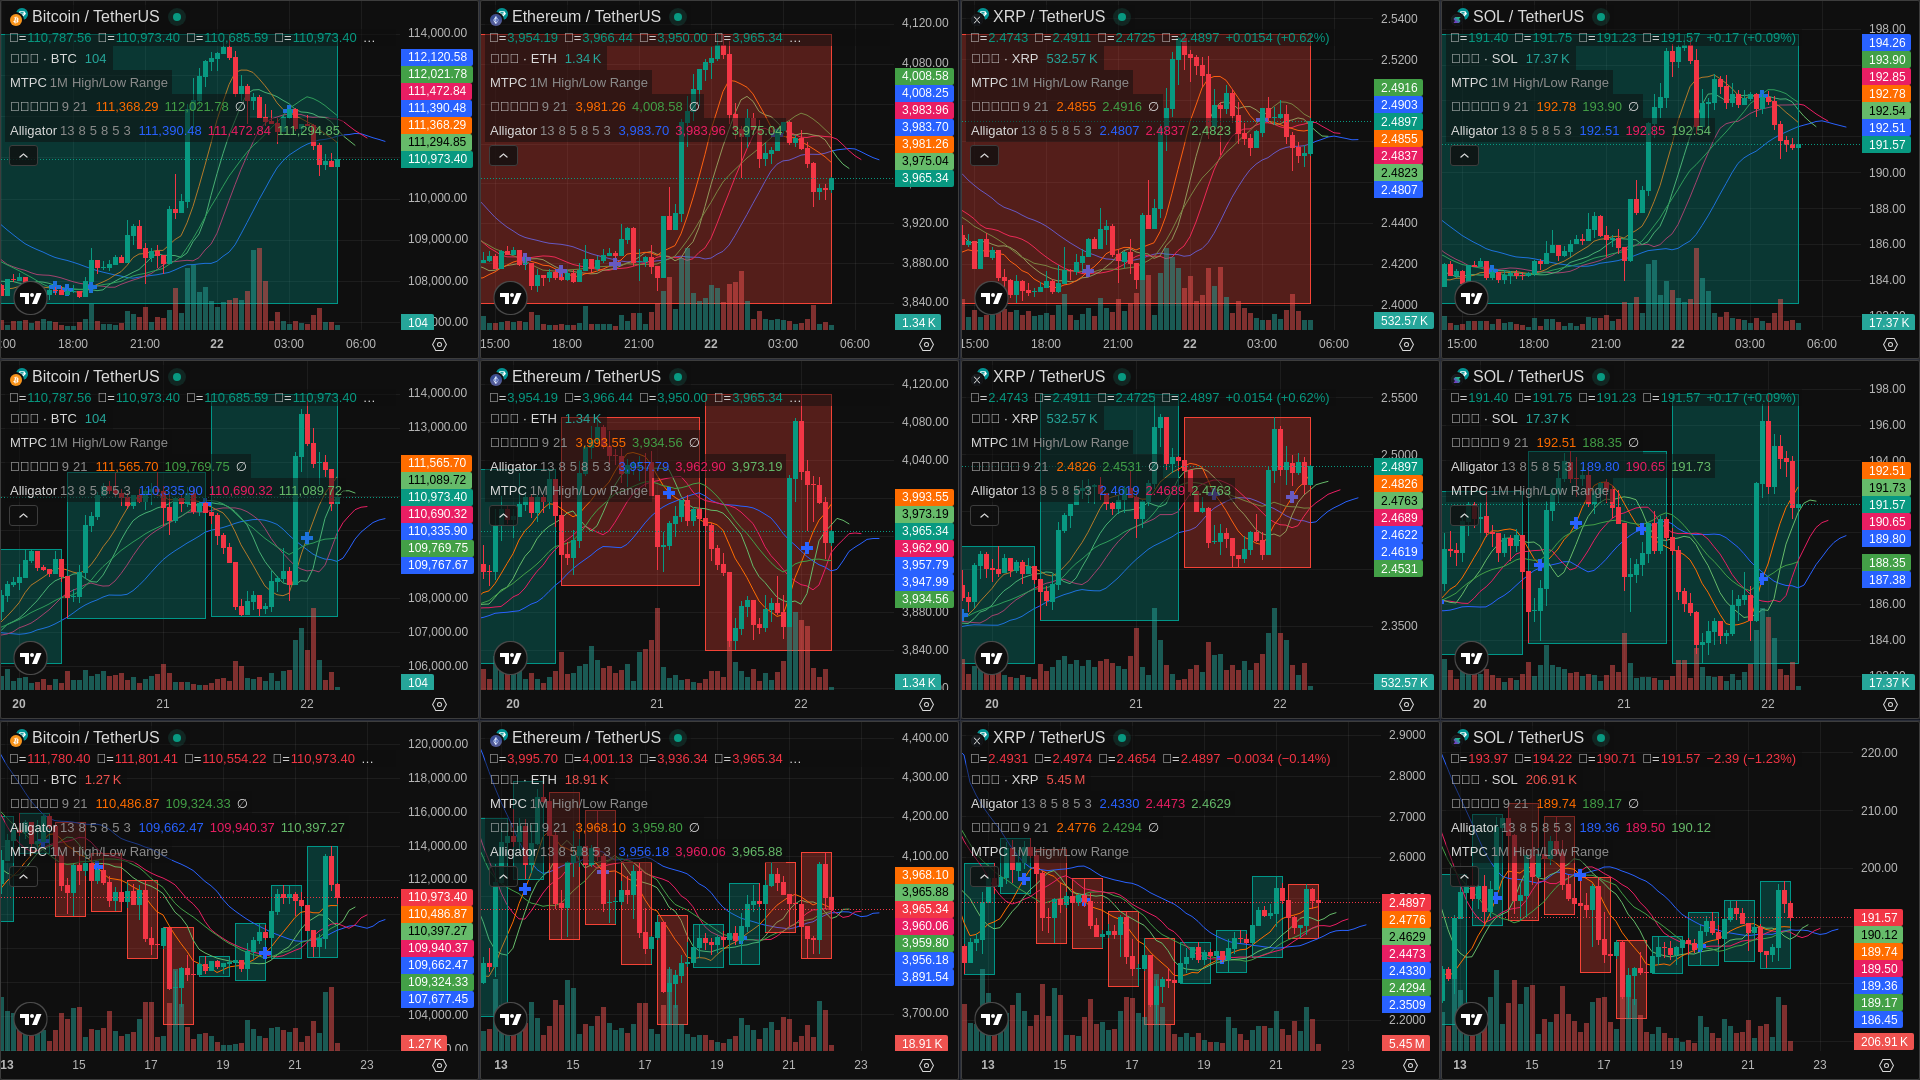 Bitcoin / TetherUS
=110,787.56 =110,973.40 =110,685.59 =110,973.40 ...
· BTC 104
MTPC 1M High/Low Range
9 21 111,368.29 112,021.78 ∅
Alligator 13 8 5 8 5 3 111,390.48 111,472.84 111,294.85
114,000.00
112,120.58
112,021.78
111,472.84
111,390.48
111,368.29
111,294.85
110,973.40
110,000.00
109,000.00
108,000.00
104
18:00 21:00 22 03:00 06:00
Ethereum / TetherUS
=3,954.19 =3,966.44 =3,950.00 =3,965.34 ...
· ETH 1.34 K
MTPC 1M High/Low Range
9 21 3,981.26 4,008.58 ∅
Alligator 13 8 5 8 5 3 3,983.70 3,983.96 3,975.04
4,120.00
4,080.00
4,008.58
4,008.25
3,983.96
3,983.70
3,981.26
3,975.04
3,965.34
3,920.00
3,880.00
3,840.00
1.34 K
15:00 18:00 21:00 22 03:00 06:00
XRP / TetherUS
=2.4743 =2.4911 =2.4725 =2.4897 +0.0154 (+0.62%)
· XRP 532.57 K
MTPC 1M High/Low Range
9 21 2.4855 2.4916 ∅
Alligator 13 8 5 8 5 3 2.4807 2.4837 2.4823
2.5400
2.5200
2.4916
2.4903
2.4897
2.4855
2.4837
2.4823
2.4807
2.4400
2.4200
2.4000
532.57 K
15:00 18:00 21:00 22 03:00 06:00
SOL / TetherUS
=191.40 =191.75 =191.23 =191.57 +0.17 (+0.09%)
· SOL 17.37 K
MTPC 1M High/Low Range
9 21 192.78 193.90 ∅
Alligator 13 8 5 8 5 3 192.51 192.85 192.54
198.00
194.26
193.90
192.85
192.78
192.54
192.51
191.57
190.00
188.00
186.00
184.00
17.37 K
15:00 18:00 21:00 22 03:00 06:00
Bitcoin / TetherUS
=110,787.56 =110,973.40 =110,685.59 =110,973.40 ...
· BTC 104
MTPC 1M High/Low Range
9 21 111,565.70 109,769.75 ∅
Alligator 13 8 5 8 5 3 110,335.90 110,690.32 111,089.72
114,000.00
113,000.00
111,565.70
111,089.72
110,973.40
110,690.32
110,335.90
109,769.75
109,767.67
108,000.00
107,000.00
106,000.00
104
20 21 22
Ethereum / TetherUS
=3,954.19 =3,966.44 =3,950.00 =3,965.34 ...
· ETH 1.34 K
9 21 3,993.55 3,934.56 ∅
Alligator 13 8 5 8 5 3 3,957.79 3,962.90 3,973.19
MTPC 1M High/Low Range
4,120.00
4,080.00
4,040.00
3,993.55
3,973.19
3,965.34
3,962.90
3,957.79
3,947.99
3,934.56
3,880.00
3,840.00
1.34 K
20 21 22
XRP / TetherUS
=2.4743 =2.4911 =2.4725 =2.4897 +0.0154 (+0.62%)
· XRP 532.57 K
MTPC 1M High/Low Range
9 21 2.4826 2.4531 ∅
Alligator 13 8 5 8 5 3 2.4619 2.4689 2.4763
2.5500
2.5000
2.4897
2.4826
2.4763
2.4689
2.4622
2.4619
2.4531
2.3500
532.57 K
20 21 22
SOL / TetherUS
=191.40 =191.75 =191.23 =191.57 +0.17 (+0.09%)
· SOL 17.37 K
9 21 192.51 188.35 ∅
Alligator 13 8 5 8 5 3 189.80 190.65 191.73
MTPC 1M High/Low Range
198.00
196.00
194.00
192.51
191.73
191.57
190.65
189.80
188.35
187.38
186.00
184.00
17.37 K
20 21 22
Bitcoin / TetherUS
=111,780.40 =111,801.41 =110,554.22 =110,973.40 ...
· BTC 1.27 K
9 21 110,486.87 109,324.33 ∅
Alligator 13 8 5 8 5 3 109,662.47 109,940.37 110,397.27
MTPC 1M High/Low Range
120,000.00
118,000.00
116,000.00
114,000.00
112,000.00
110,973.40
110,486.87
110,397.27
109,940.37
109,662.47
109,324.33
107,677.45
104,000.00
1.27 K
13 15 17 19 21 23
Ethereum / TetherUS
=3,995.70 =4,001.13 =3,936.34 =3,965.34 ...
· ETH 18.91 K
MTPC 1M High/Low Range
9 21 3,968.10 3,959.80 ∅
Alligator 13 8 5 8 5 3 3,956.18 3,960.06 3,965.88
4,400.00
4,300.00
4,200.00
4,100.00
3,968.10
3,965.88
3,965.34
3,960.06
3,959.80
3,956.18
3,891.54
3,700.00
18.91 K
13 15 17 19 21 23
XRP / TetherUS
=2.4931 =2.4974 =2.4654 =2.4897 −0.0034 (−0.14%)
· XRP 5.45 M
Alligator 13 8 5 8 5 3 2.4330 2.4473 2.4629
9 21 2.4776 2.4294 ∅
MTPC 1M High/Low Range
2.9000
2.8000
2.7000
2.6000
2.4897
2.4776
2.4629
2.4473
2.4330
2.4294
2.3509
2.2000
5.45 M
13 15 17 19 21 23
SOL / TetherUS
=193.97 =194.22 =190.71 =191.57 −2.39 (−1.23%)
· SOL 206.91 K
9 21 189.74 189.17 ∅
Alligator 13 8 5 8 5 3 189.36 189.50 190.12
MTPC 1M High/Low Range
220.00
210.00
200.00
191.57
190.12
189.74
189.50
189.36
189.17
186.45
206.91 K
13 15 17 19 21 23